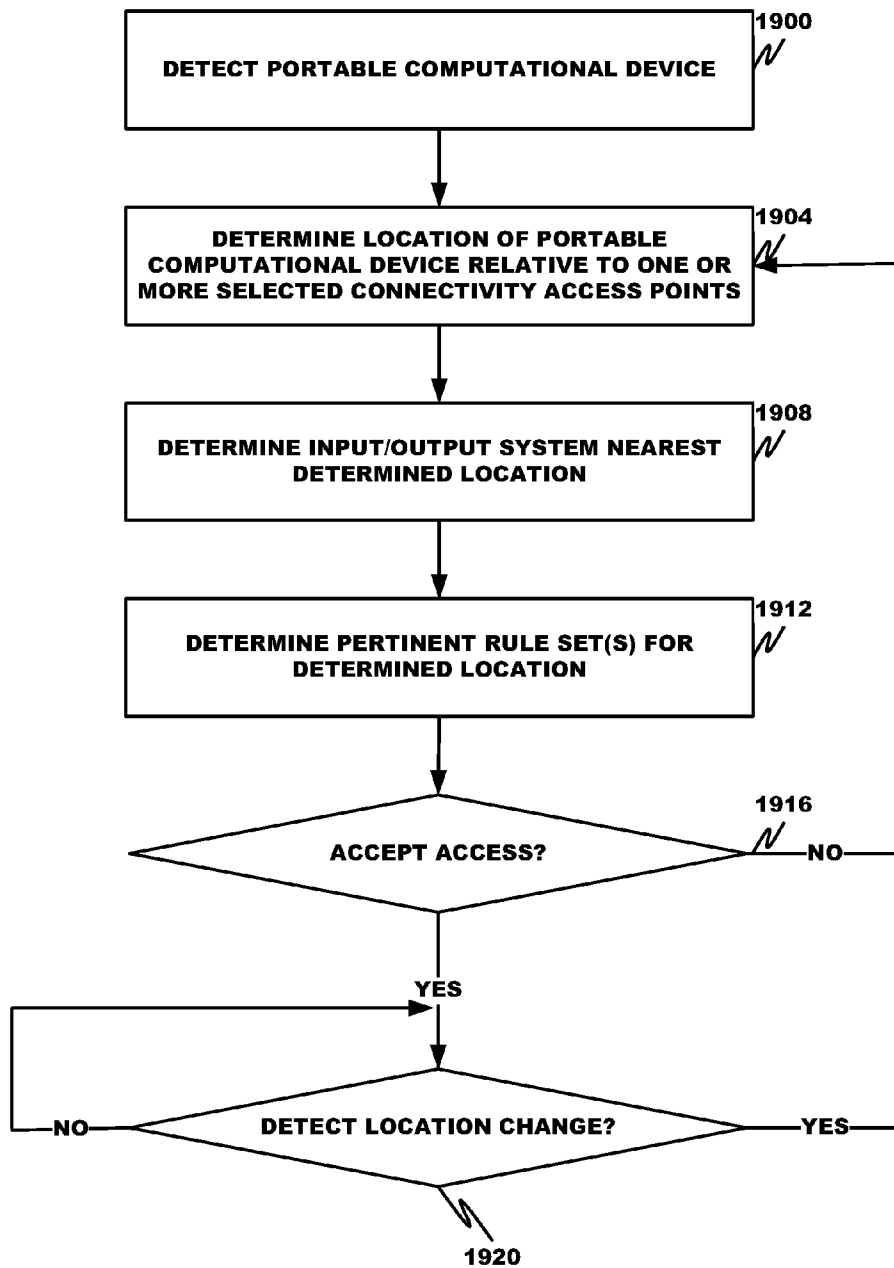 1900
DETECT PORTABLE COMPUTATIONAL DEVICE
1904
DETERMINE LOCATION OF PORTABLE
COMPUTATIONAL DEVICE RELATIVE TO ONE OR
MORE SELECTED CONNECTIVITY ACCESS POINTS
1908
DETERMINE INPUT/OUTPUT SYSTEM NEAREST
DETERMINED LOCATION
1912
DETERMINE PERTINENT RULE SET(S) FOR
DETERMINED LOCATION
1916
ACCEPT ACCESS?
NO
YES
NO
DETECT LOCATION CHANGE?
YES
1920